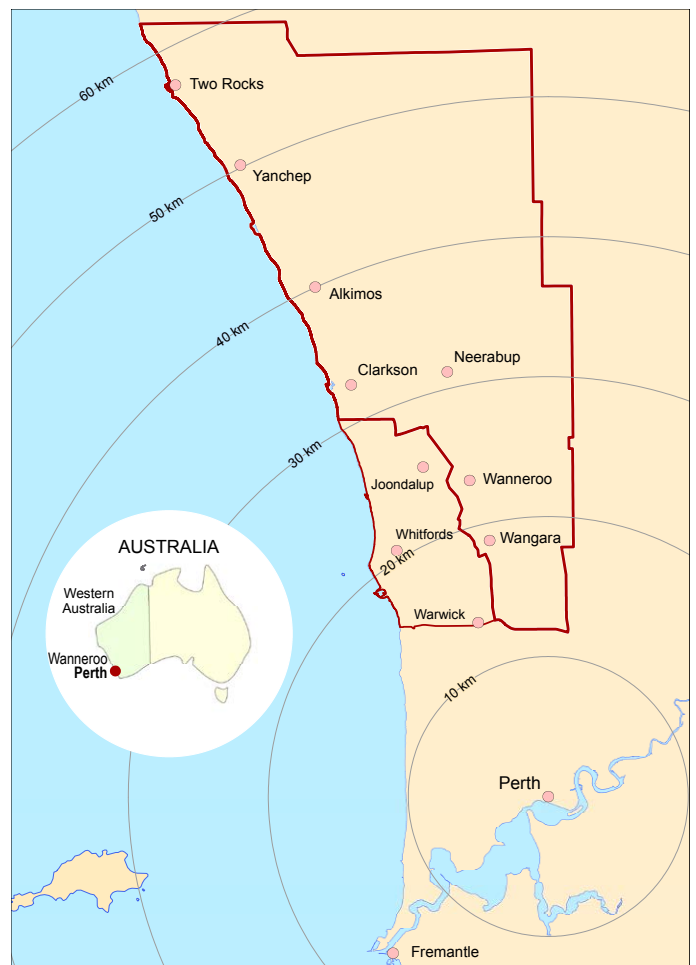 60 km
Two Rocks
Yanchep
50 km
Alkimos
40 km
Neerabup
Clarkson
30 km
Joondalup
Wanneroo
Whitfords
Wangara
20 km
AUSTRALIA
Western
Australia
Warwick
Wanneroo
Perth
10 km
Perth
Fremantle